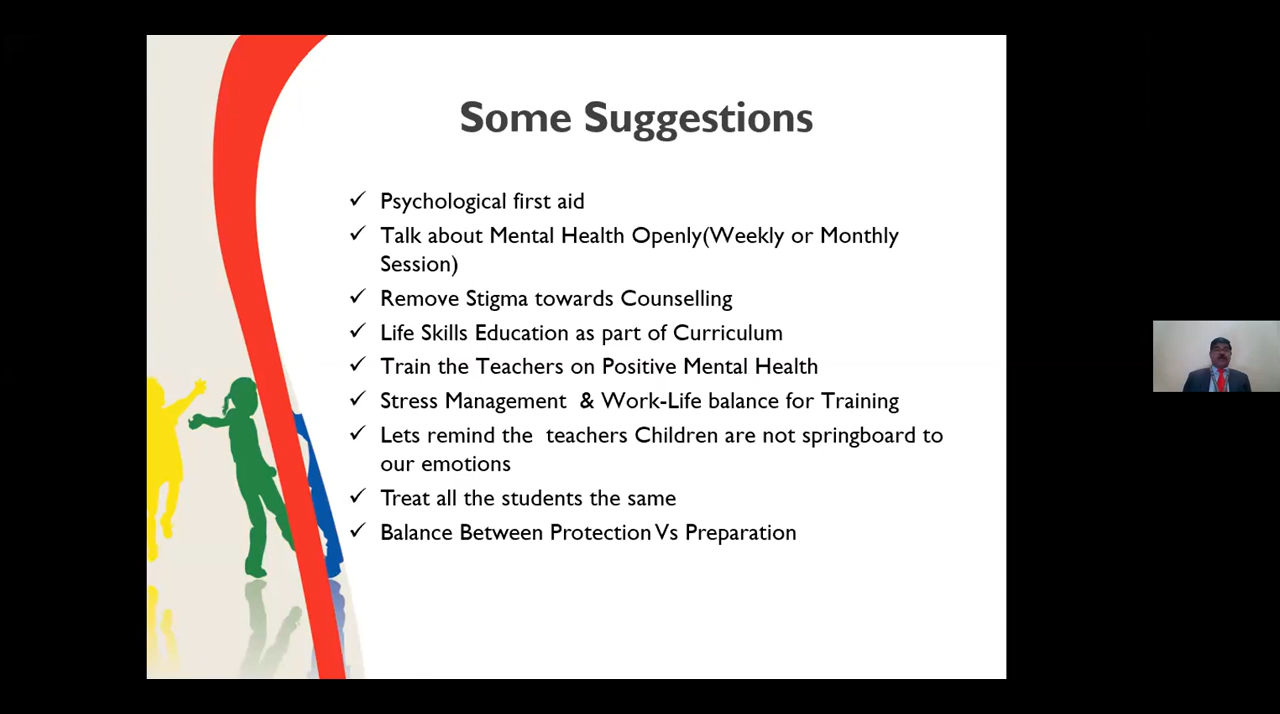 Some Suggestions
✓ Psychological first aid
✓ Talk about Mental Health Openly(Weekly or Monthly
Session)
✓ Remove Stigma towards Counselling
✓ Life Skills Education as part of Curriculum
✓ Train the Teachers on Positive Mental Health
✓ Stress Management  & Work-Life balance for Training
✓ Lets remind the  teachers Children are not springboard to
our emotions
✓ Treat all the students the same
✓ Balance Between Protection Vs Preparation